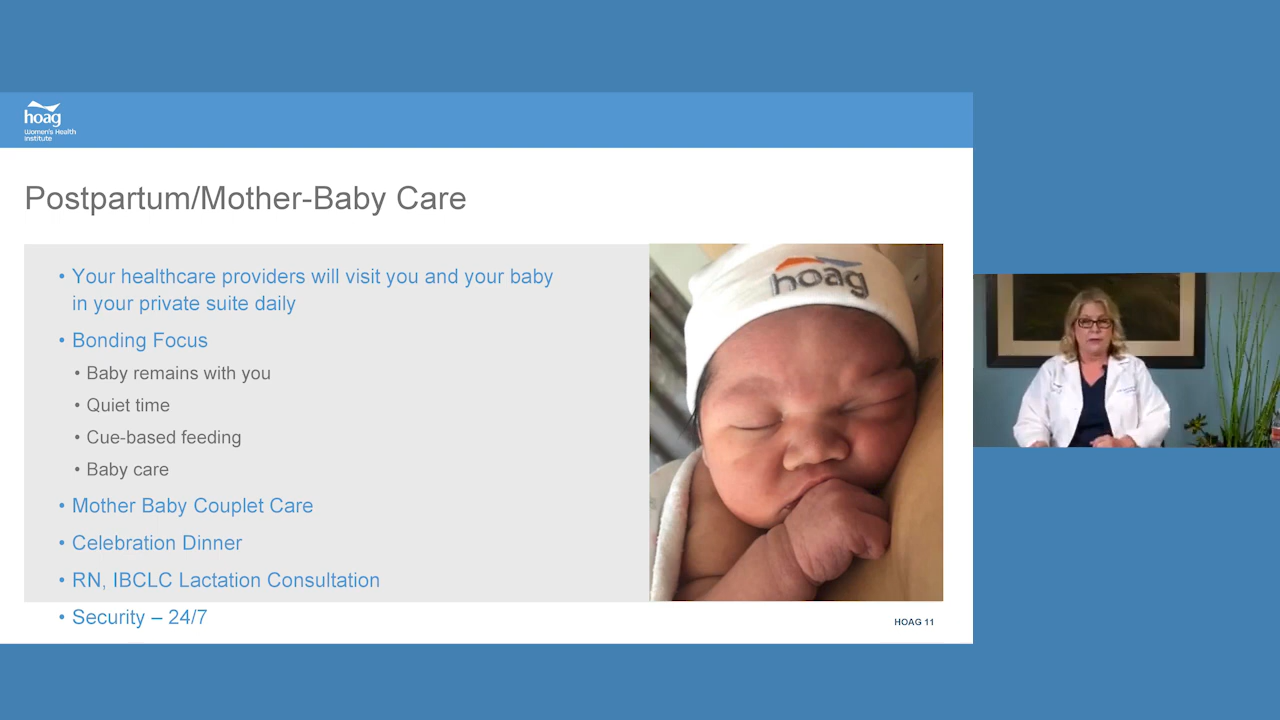 hoag
Women's Health
Institute
Postpartum/Mother-Baby Care
• Your healthcare providers will visit you and your baby
in your private suite daily
• Bonding Focus
• Baby remains with you
• Quiet time
• Cue-based feeding
• Baby care
• Mother Baby Couplet Care
• Celebration Dinner
• RN, IBCLC Lactation Consultation
• Security – 24/7
hoag
HOAG 11